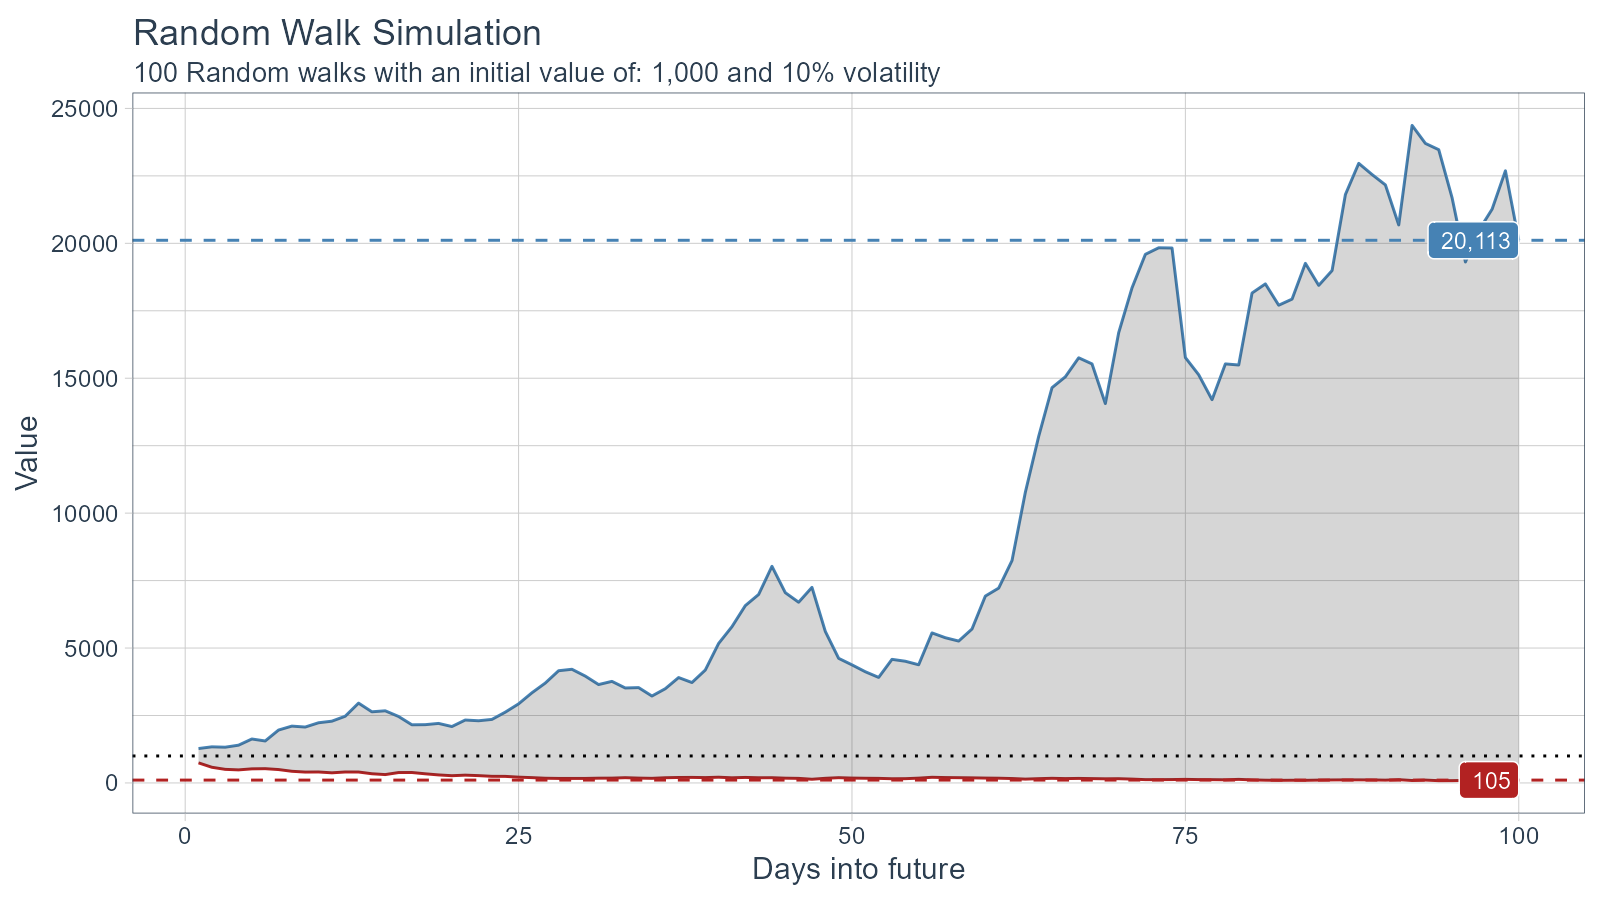 Random Walk Simulation
100 Random walks with an initial value of: 1,000 and 10% volatility
25000
20000
15000
10000
5000
0
Value
20,113
105
0 25 50 75 100
Days into future